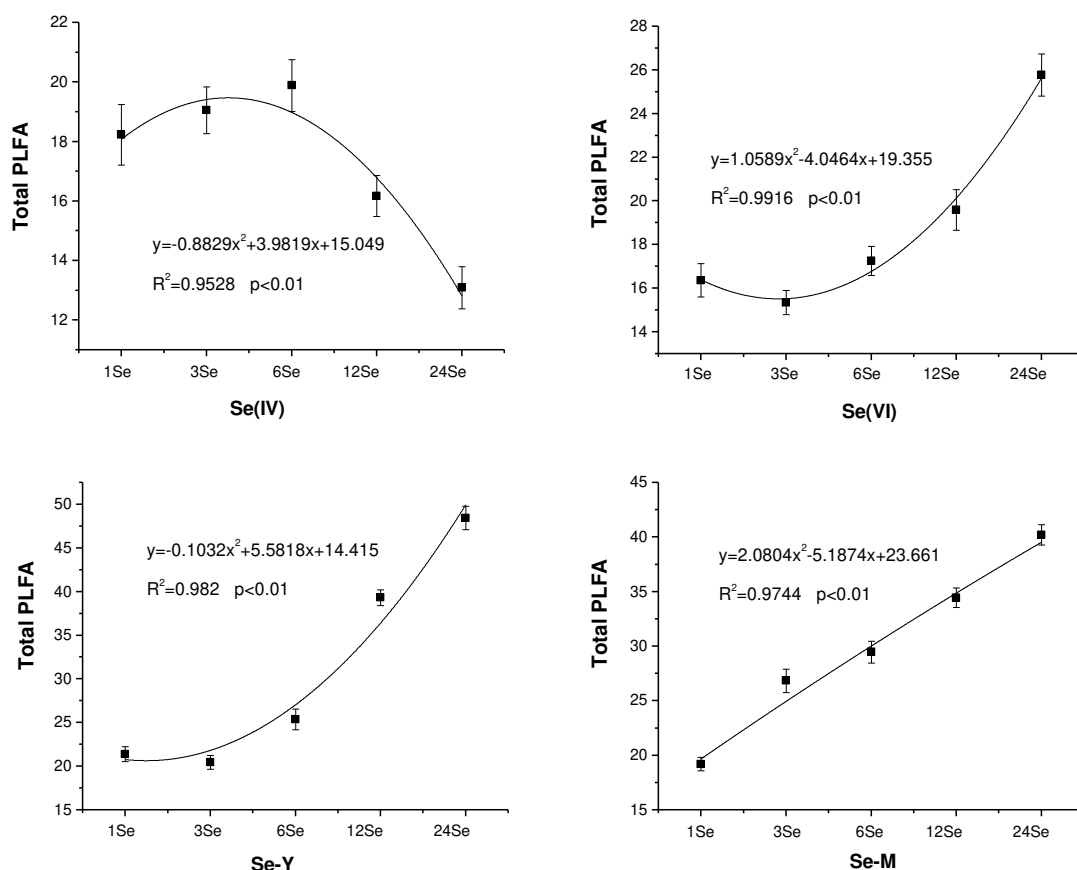 22
20
18
16
14
12
Total PLFA
y=-0.8829x²+3.9819x+15.049
R²=0.9528 p<0.01
1Se 3Se 6Se 12Se 24Se
Se(IV)
28
26
24
22
20
18
16
14
Total PLFA
y=1.0589x²-4.0464x+19.355
R²=0.9916 p<0.01
1Se 3Se 6Se 12Se 24Se
Se(VI)
50
45
40
35
30
25
20
15
Total PLFA
y=-0.1032x²+5.5818x+14.415
R²=0.982 p<0.01
1Se 3Se 6Se 12Se 24Se
Se-Y
45
40
35
30
25
20
15
Total PLFA
y=2.0804x²-5.1874x+23.661
R²=0.9744 p<0.01
1Se 3Se 6Se 12Se 24Se
Se-M